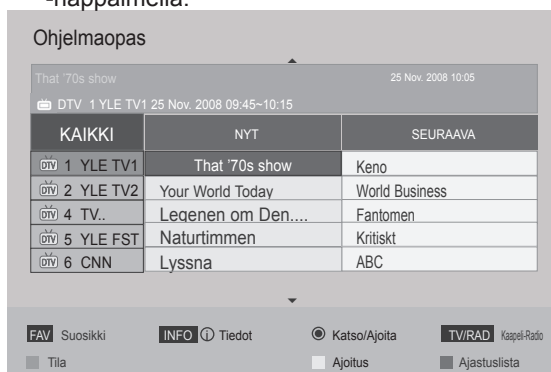 -näppäimellä.
Ohjelmaopas
That '70s show 25 Nov. 2008 10:05
DTV 1 YLE TV1 25 Nov. 2008 09:45~10:15
KAIKKI NYT SEURAAVA
DTV 1 YLE TV1 That '70s show Keno
DTV 2 YLE TV2 Your World Today World Business
DTV 4 TV.. Legenen om Den.... Fantomen
DTV 5 YLE FST Naturtimmen Kritiskt
DTV 6 CNN Lyssna ABC
FAV Suosikki INFO ⓘ Tiedot Katso/Ajoita TV/RAD Kaapeli-Radio
Tila Ajoitus Ajastuslista